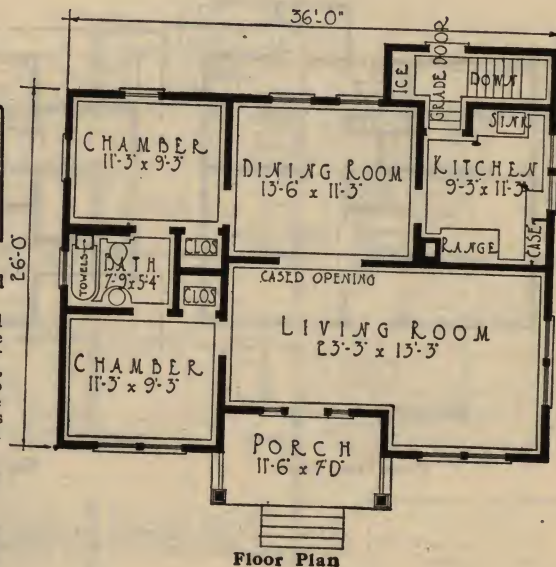 36'-0"
ICE
GRADE DOOR
DOWN
SINK
CHAMBER
11'-3" x 9'-3"
DINING ROOM
13'-6" x 11'-3"
KITCHEN
9'-3" x 11'-3"
26'-0"
TOWELS
BATH
7'-9" x 5'-4"
CLOS
RANGE
CASE
CLOS
CASED OPENING
LIVING ROOM
23'-3" x 13'-3"
CHAMBER
11'-3" x 9'-3"
PORCH
11'-6" x 7'0"
Floor Plan